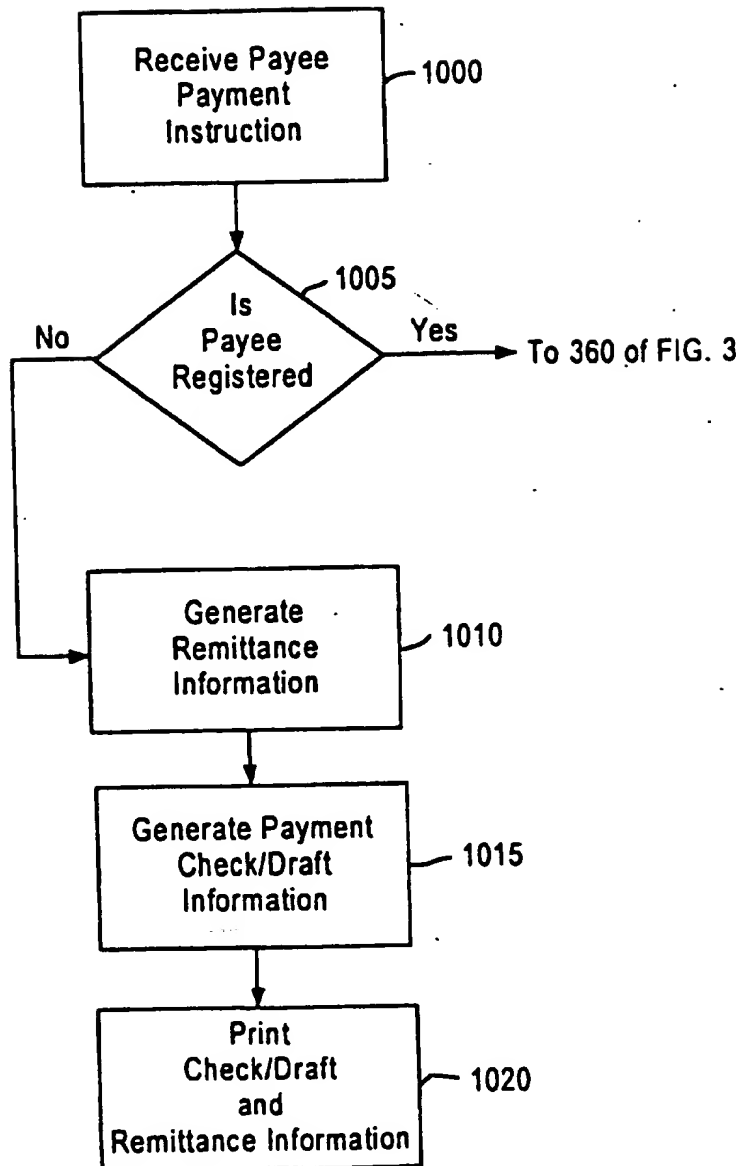 Receive Payee
Payment
Instruction
1000
Is
Payee
Registered
1005
No
Yes
To 360 of FIG. 3
Generate
Remittance
Information
1010
Generate Payment
Check/Draft
Information
1015
Print
Check/Draft
and
Remittance Information
1020